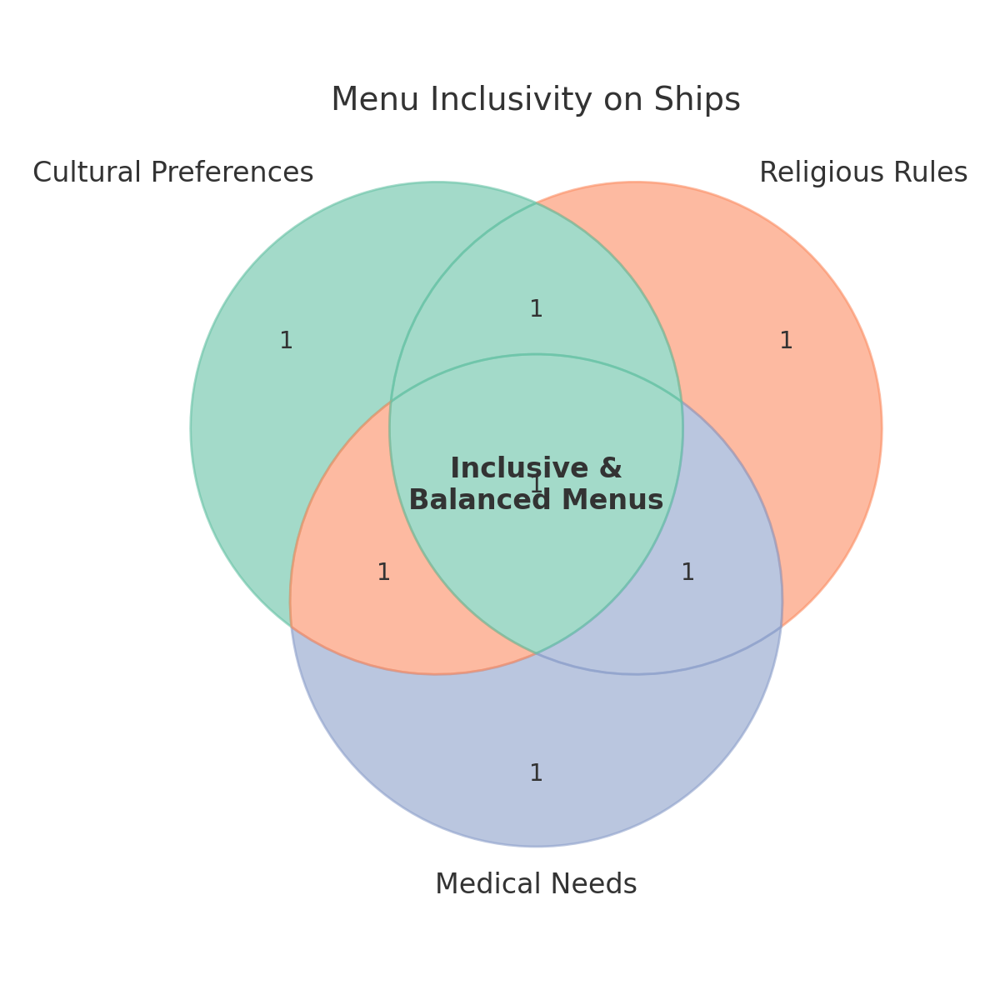 Menu Inclusivity on Ships
Cultural Preferences
Religious Rules
1
1
1
Inclusive &
1
Balanced Menus
1
1
1
Medical Needs